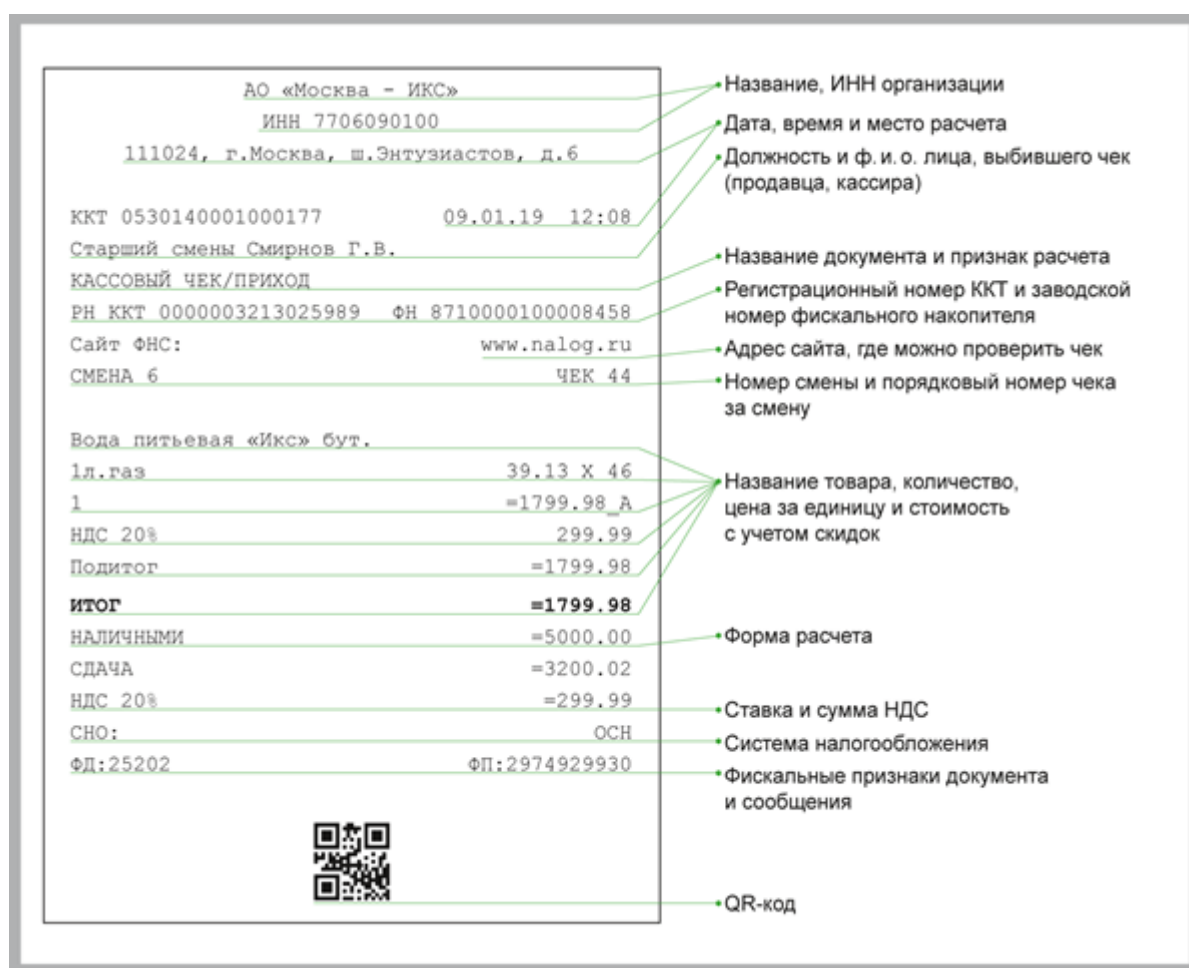 АО «Москва - ИКС»
ИНН 7706090100
111024, г.Москва, ш.Энтузиастов, д.6
ККТ 0530140001000177 09.01.19 12:08
Старший смены Смирнов Г.В.
КАССОВЫЙ ЧЕК/ПРИХОД
РН ККТ 0000003213025989 ФН 8710000100008458
Сайт ФНС: www.nalog.ru
СМЕНА 6 ЧЕК 44
Вода питьевая «Икс» бут.
1л.газ 39.13 X 46
1 =1799.98_А
НДС 20% 299.99
Подитог =1799.98
ИТОГ =1799.98
НАЛИЧНЫМИ =5000.00
СДАЧА =3200.02
НДС 20% =299.99
СНО: ОСН
ФД:25202 ФП:2974929930
Название, ИНН организации
Дата, время и место расчета
Должность и ф. и. о. лица, выбившего чек
(продавца, кассира)
Название документа и признак расчета
Регистрационный номер ККТ и заводской
номер фискального накопителя
Адрес сайта, где можно проверить чек
Номер смены и порядковый номер чека
за смену
Название товара, количество,
цена за единицу и стоимость
с учетом скидок
Форма расчета
Ставка и сумма НДС
Система налогообложения
Фискальные признаки документа
и сообщения
QR-код